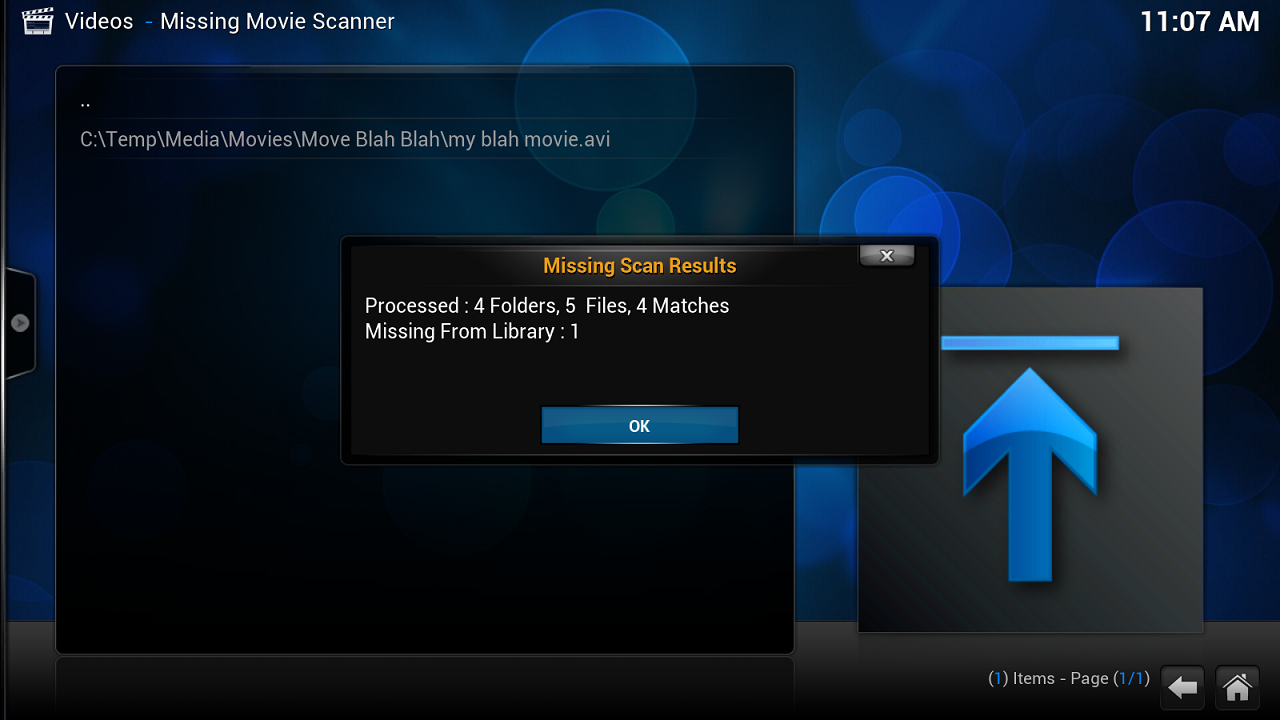 Videos - Missing Movie Scanner
11:07 AM
..
C:\Temp\Media\Movies\Move Blah Blah\my blah movie.avi
Missing Scan Results
Processed : 4 Folders, 5  Files, 4 Matches
Missing From Library : 1
OK
(1) Items - Page (1/1)